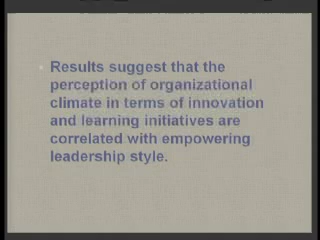 Results suggest that the
perception of organizational
climate in terms of innovation
and learning initiatives are
correlated with empowering
leadership style.